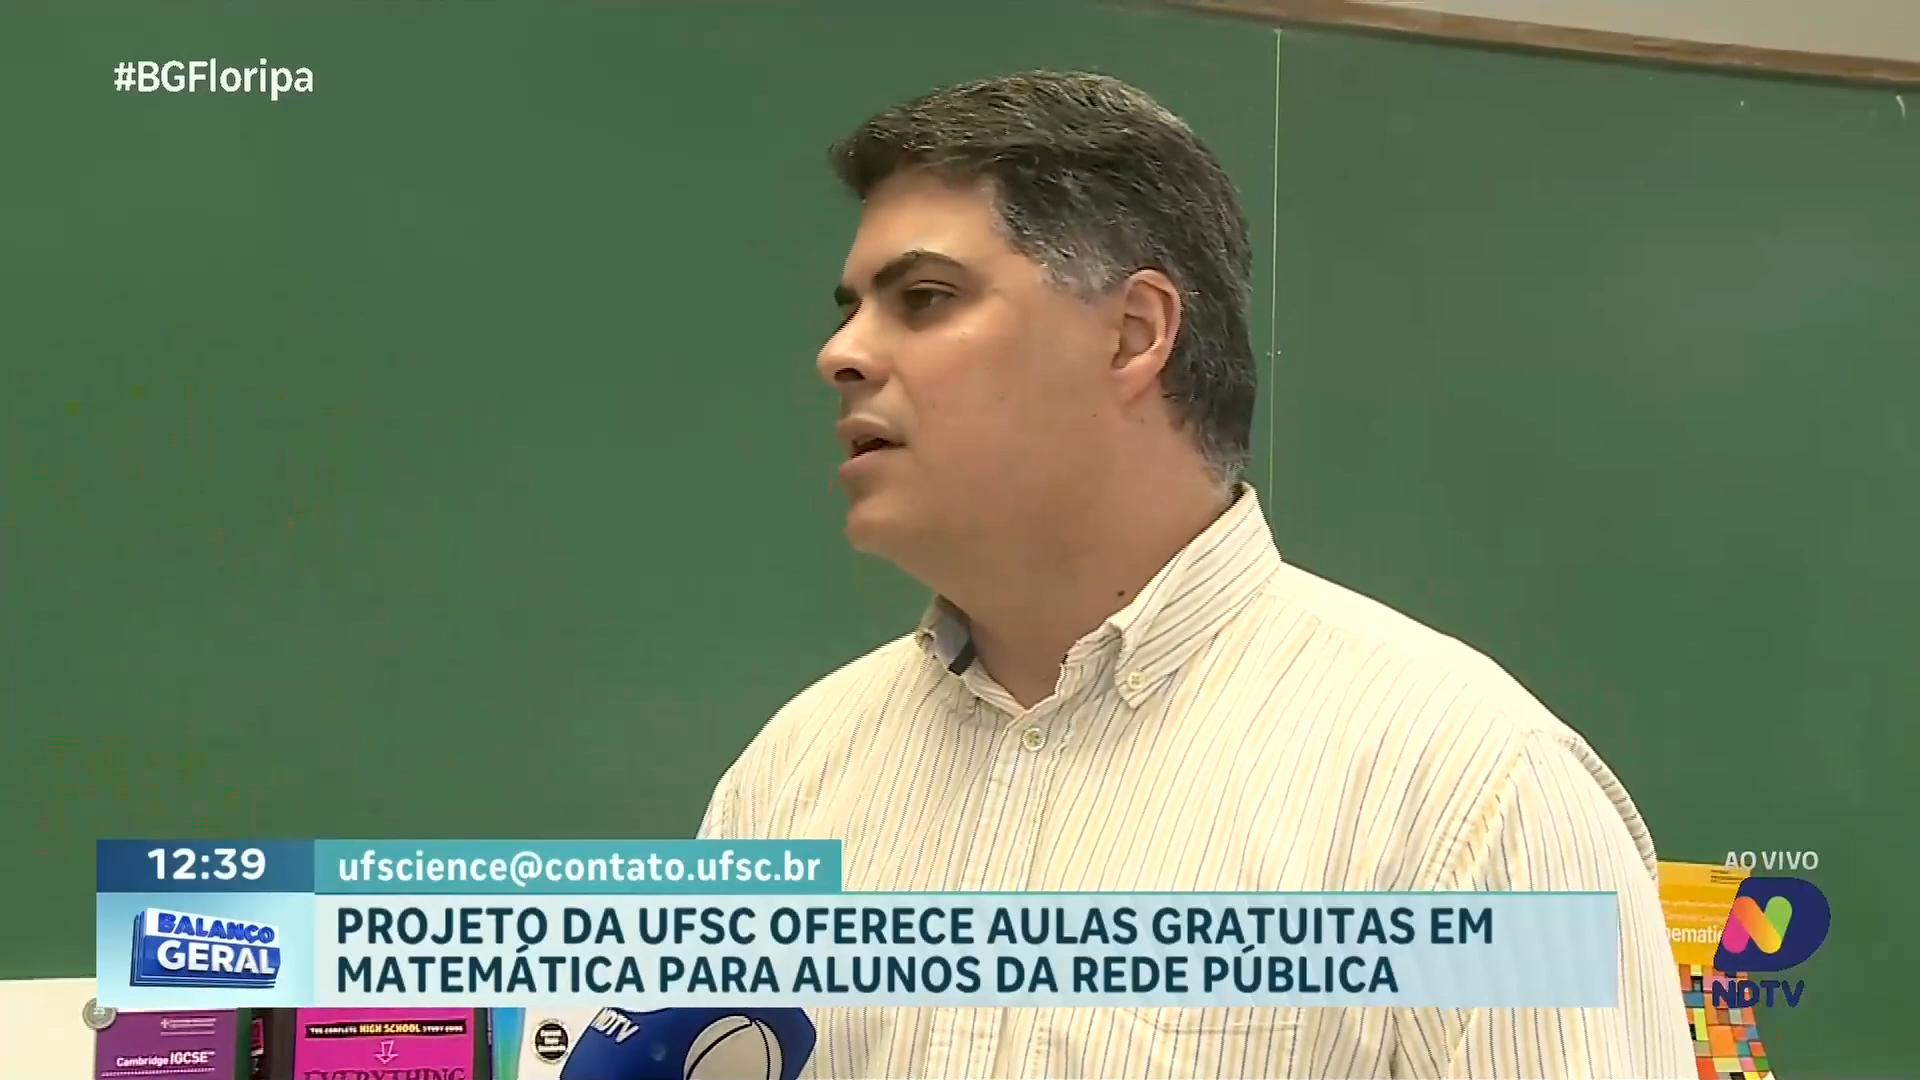 #BGFloripa
12:39
ufscience@contato.ufsc.br
BALANÇO
GERAL
PROJETO DA UFSC OFERECE AULAS GRATUITAS EM
MATEMÁTICA PARA ALUNOS DA REDE PÚBLICA
AO VIVO
NDTV
Cambridge IGCSE
THE COMPLETE HIGH SCHOOL STUDY GUIDE
EVERYTHING
NDTV